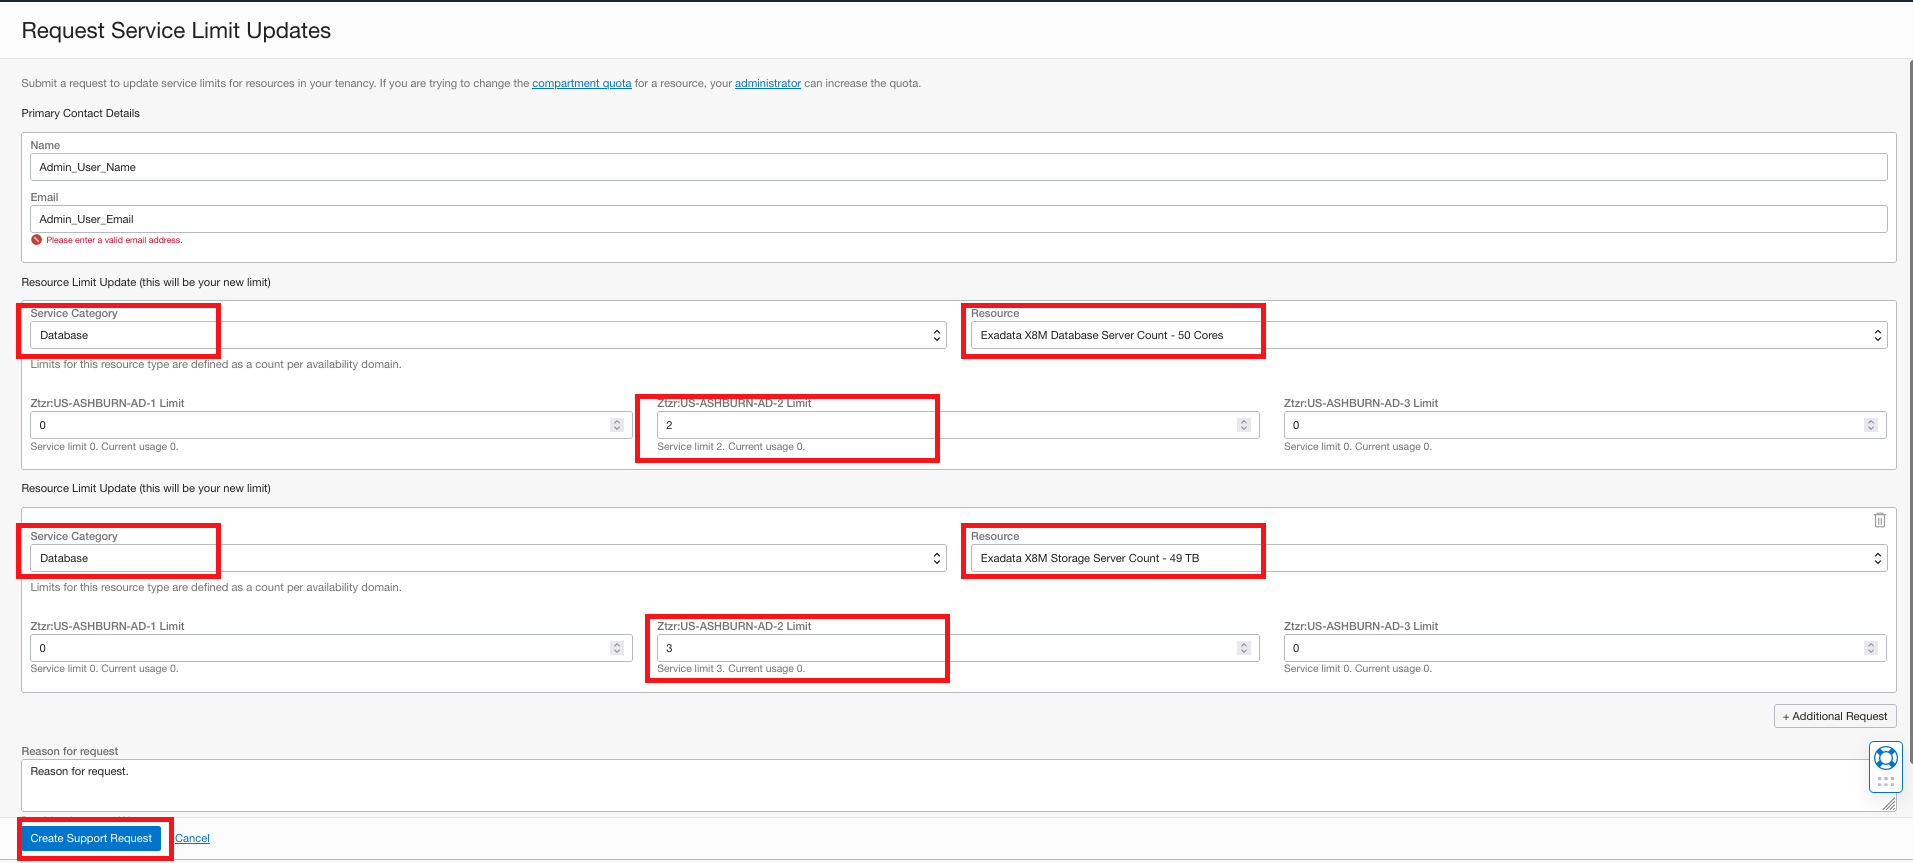 Request Service Limit Updates
Submit a request to update service limits for resources in your tenancy. If you are trying to change the compartment quota for a resource, your administrator can increase the quota.
Primary Contact Details
Name
Admin_User_Name
Email
Admin_User_Email
Please enter a valid email address.
Resource Limit Update (this will be your new limit)
Service Category
Resource
Database
Exadata X8M Database Server Count - 50 Cores
Limits for this resource type are defined as a count per availability domain.
Ztzr:US-ASHBURN-AD-1 Limit
Ztzr:US-ASHBURN-AD-2 Limit
Ztzr:US-ASHBURN-AD-3 Limit
0
2
0
Service limit 0. Current usage 0.
Service limit 2. Current usage 0.
Service limit 0. Current usage 0.
Resource Limit Update (this will be your new limit)
Service Category
Resource
Database
Exadata X8M Storage Server Count - 49 TB
Limits for this resource type are defined as a count per availability domain.
Ztzr:US-ASHBURN-AD-1 Limit
Ztzr:US-ASHBURN-AD-2 Limit
Ztzr:US-ASHBURN-AD-3 Limit
0
3
0
Service limit 0. Current usage 0.
Service limit 3. Current usage 0.
Service limit 0. Current usage 0.
+ Additional Request
Reason for request
Reason for request.
Create Support Request
Cancel